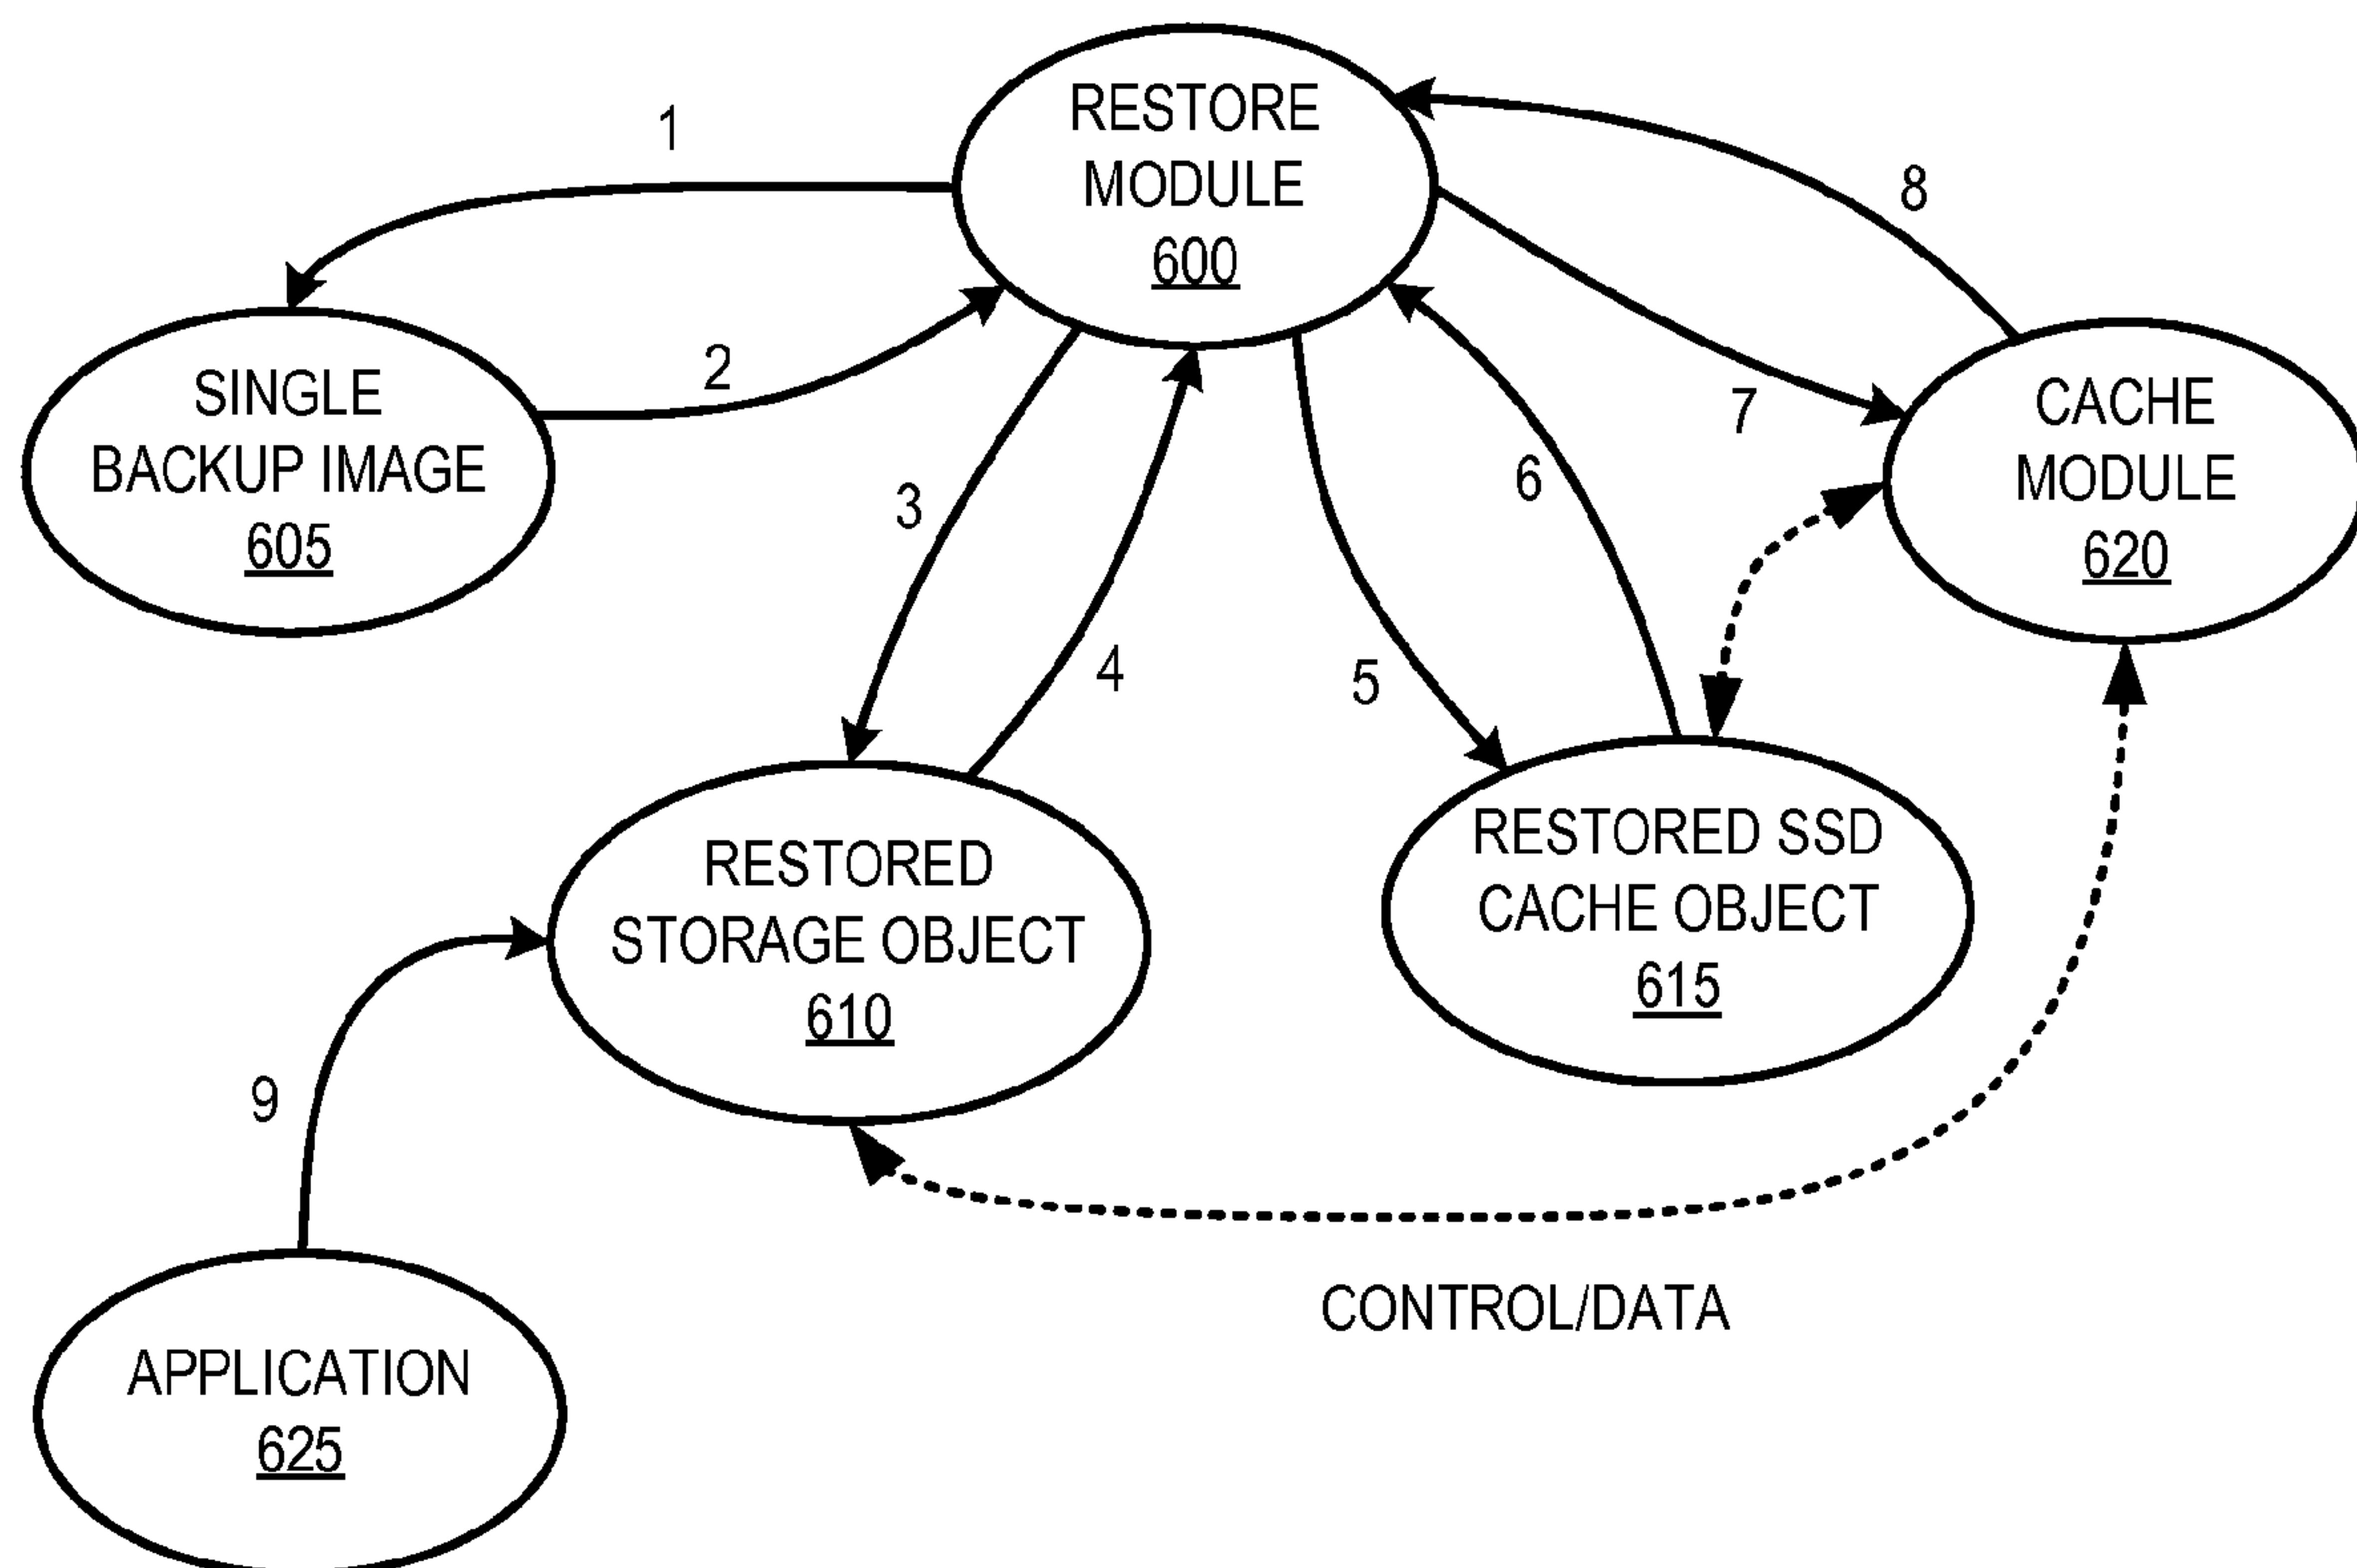 RESTORE
MODULE
600
1
8
SINGLE
BACKUP IMAGE
605
2
CACHE
MODULE
620
7
3
6
4
5
RESTORED
STORAGE OBJECT
610
RESTORED SSD
CACHE OBJECT
615
9
CONTROL/DATA
APPLICATION
625